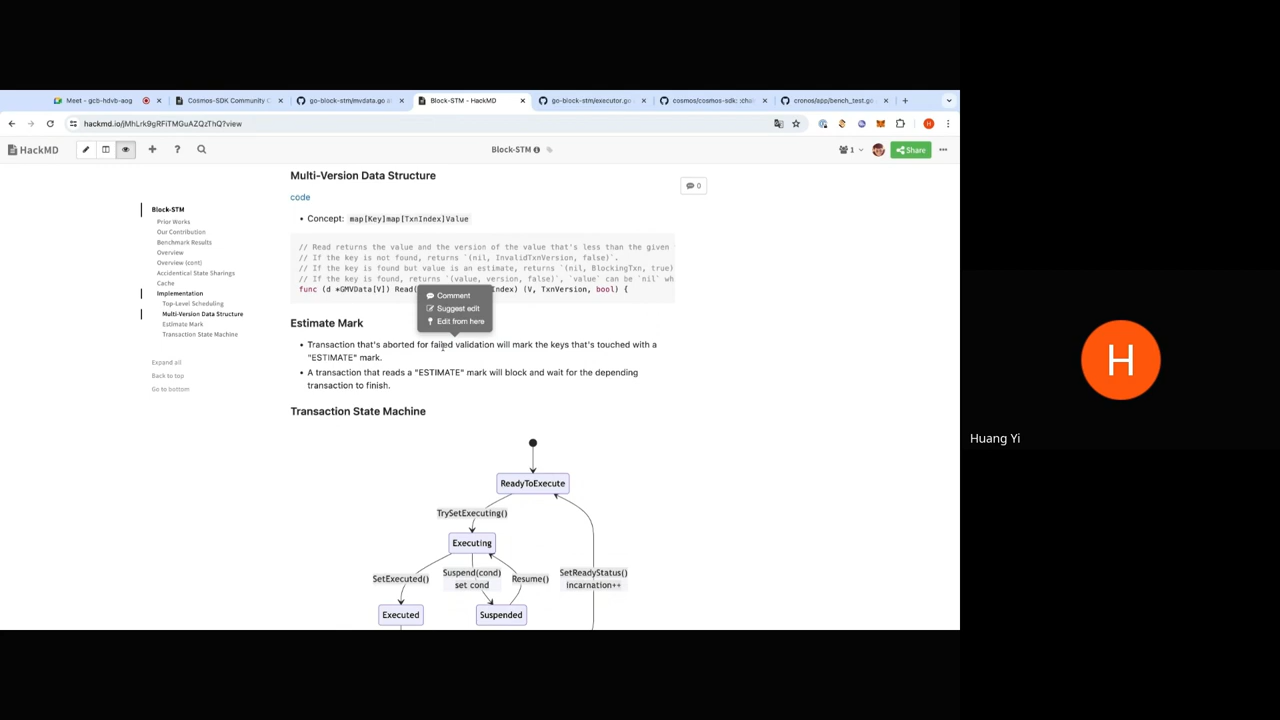 Meet - gcb-hdvb-aog
Cosmos-SDK Community C
go-block-stm/mvdata.go a
Block-STM - HackMD
go-block-stm/executor.go
cosmos/cosmos-sdk: :chai
cronos/app/bench_test.go
hackmd.io/jMhLrk9gRFiTMGuAZQzThQ?view
H
HackMD
Block-STM
1
Share
Multi-Version Data Structure
0
code
Block-STM
Prior Works
Our Contribution
Benchmark Results
Overview
Overview (cont)
Accidentical State Sharings
Cache
Implementation
Top-Level Scheduling
Multi-Version Data Structure
Estimate Mark
Transaction State Machine
Expand all
Back to top
Go to bottom
• Concept: map[Key]map[TxnIndex]Value
// Read returns the value and the version of the value that's less than the given
// If the key is not found, returns `(nil, InvalidTxnVersion, false)`.
// If the key is found but value is an estimate, returns `(nil, BlockingTxn, true)
// If the key is found, returns `(value, version, false)`, `value` can be `nil` wh
func (d *GMVData[V]) Read( Index) (V, TxnVersion, bool) {
Comment
Suggest edit
Edit from here
Estimate Mark
• Transaction that's aborted for failed validation will mark the keys that's touched with a
"ESTIMATE" mark.
• A transaction that reads a "ESTIMATE" mark will block and wait for the depending
transaction to finish.
Transaction State Machine
ReadyToExecute
TrySetExecuting()
Executing
SetExecuted()
Suspend(cond)
set cond
Resume()
SetReadyStatus()
incarnation++
Executed
Suspended
H
Huang Yi